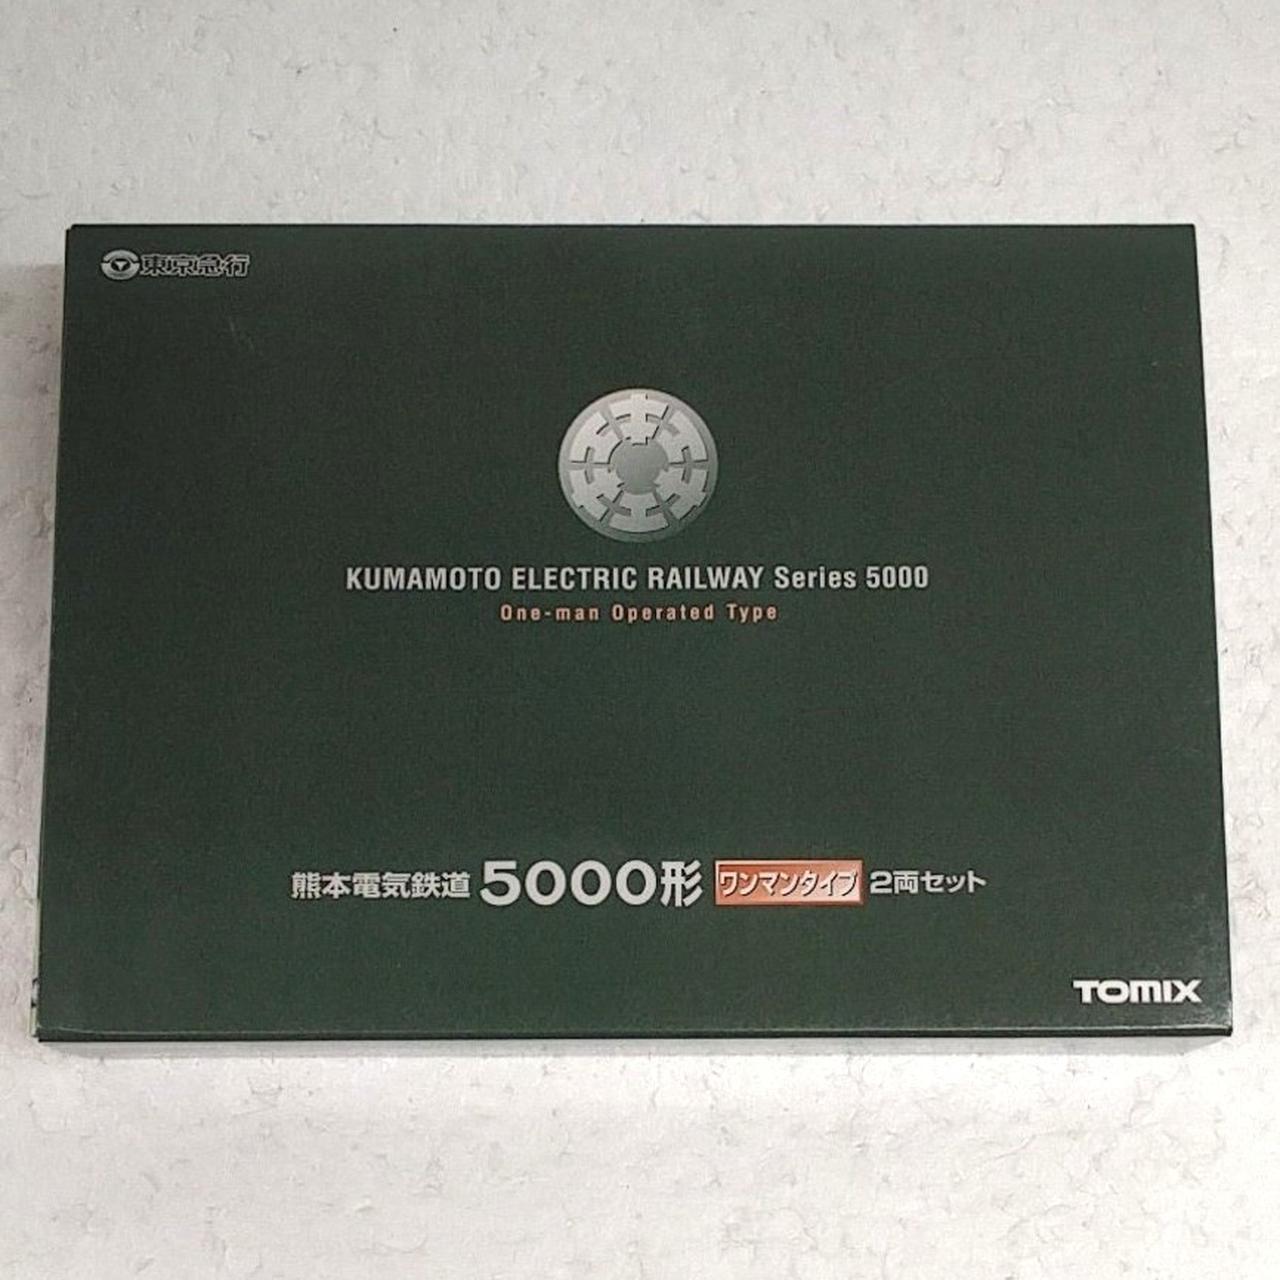 東京急行
KUMAMOTO ELECTRIC RAILWAY Series 5000
One-man Operated Type
熊本電気鉄道 5000形 ワンマンタイプ 2両セット
TOMIX